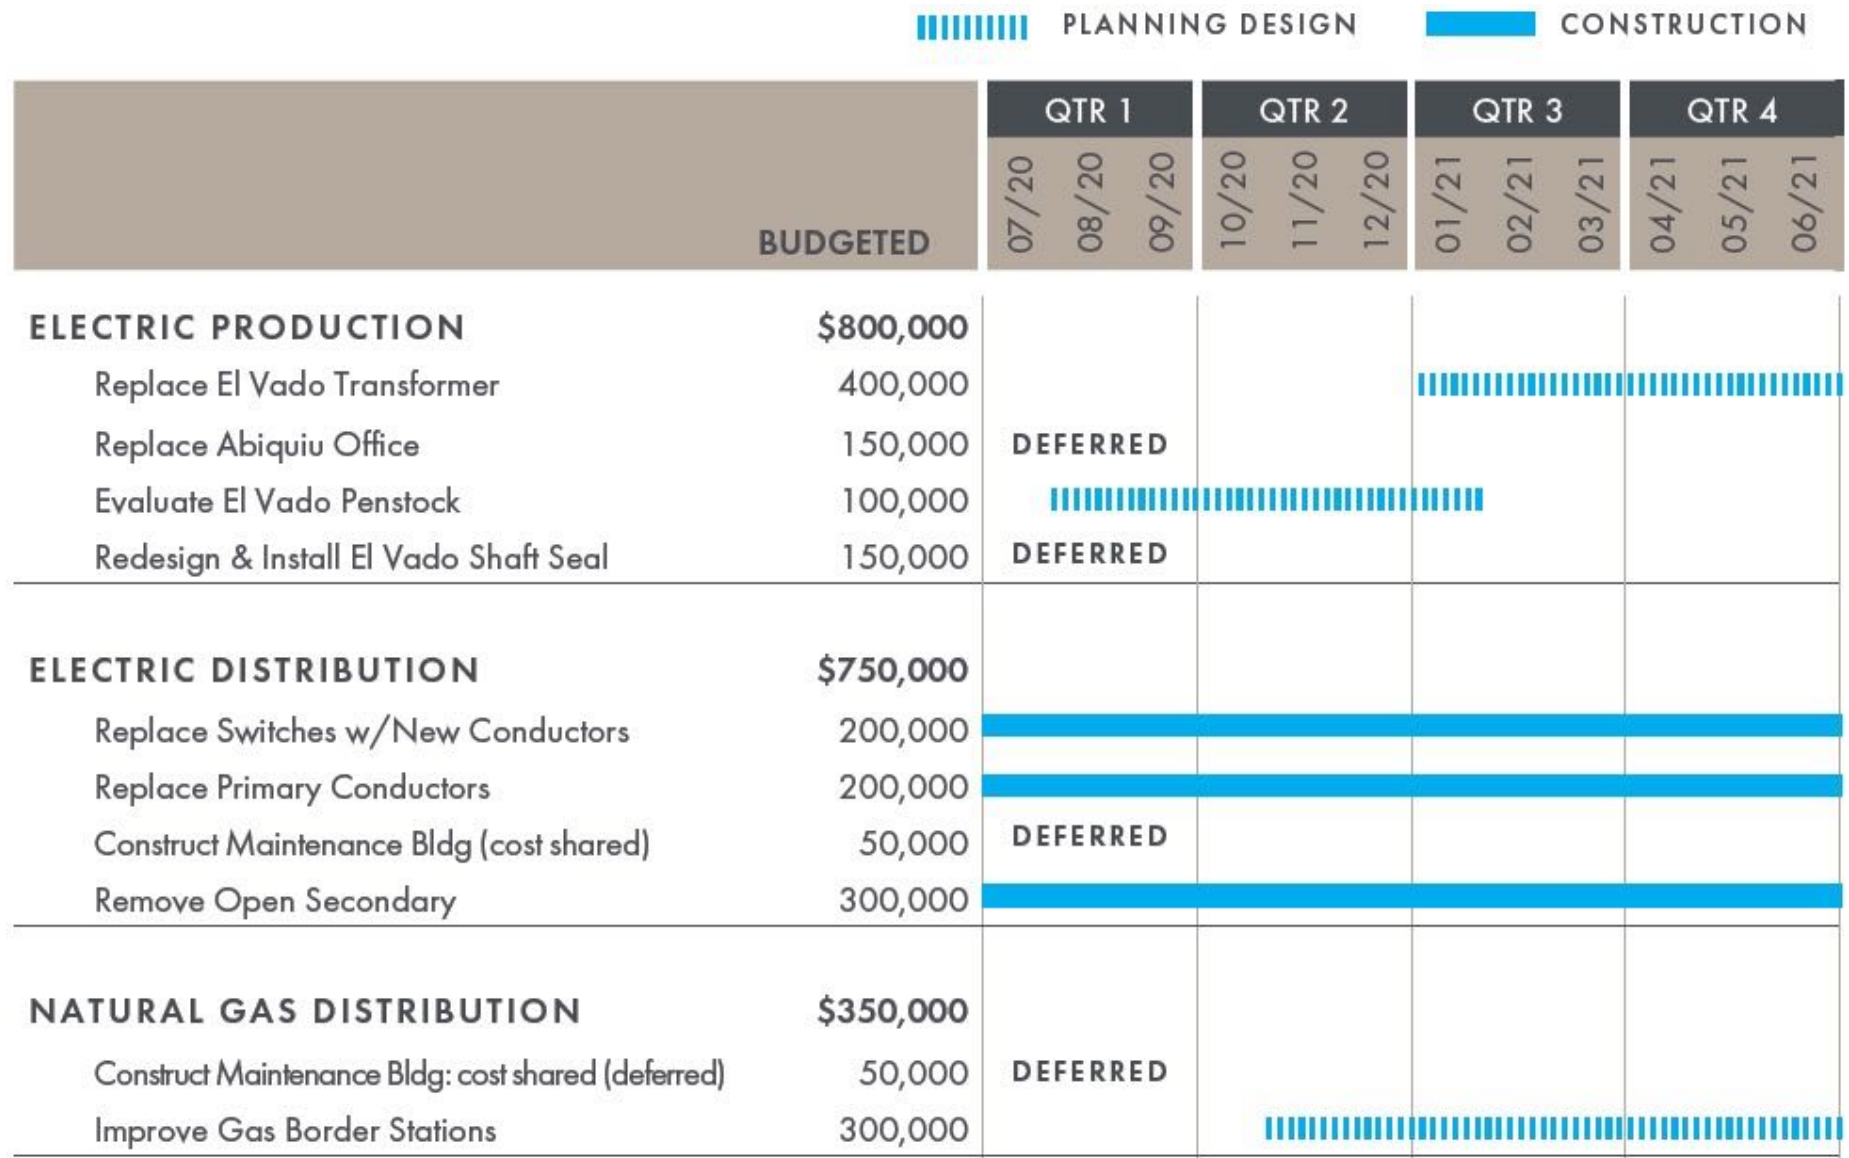 PLANNING DESIGN CONSTRUCTION
QTR 1 QTR 2 QTR 3 QTR 4
BUDGETED 07/20 08/20 09/20 10/20 11/20 12/20 01/21 02/21 03/21 04/21 05/21 06/21
ELECTRIC PRODUCTION $800,000
Replace El Vado Transformer 400,000
Replace Abiquiu Office 150,000 DEFERRED
Evaluate El Vado Penstock 100,000
Redesign & Install El Vado Shaft Seal 150,000 DEFERRED
ELECTRIC DISTRIBUTION $750,000
Replace Switches w/New Conductors 200,000
Replace Primary Conductors 200,000
Construct Maintenance Bldg (cost shared) 50,000 DEFERRED
Remove Open Secondary 300,000
NATURAL GAS DISTRIBUTION $350,000
Construct Maintenance Bldg: cost shared (deferred) 50,000 DEFERRED
Improve Gas Border Stations 300,000